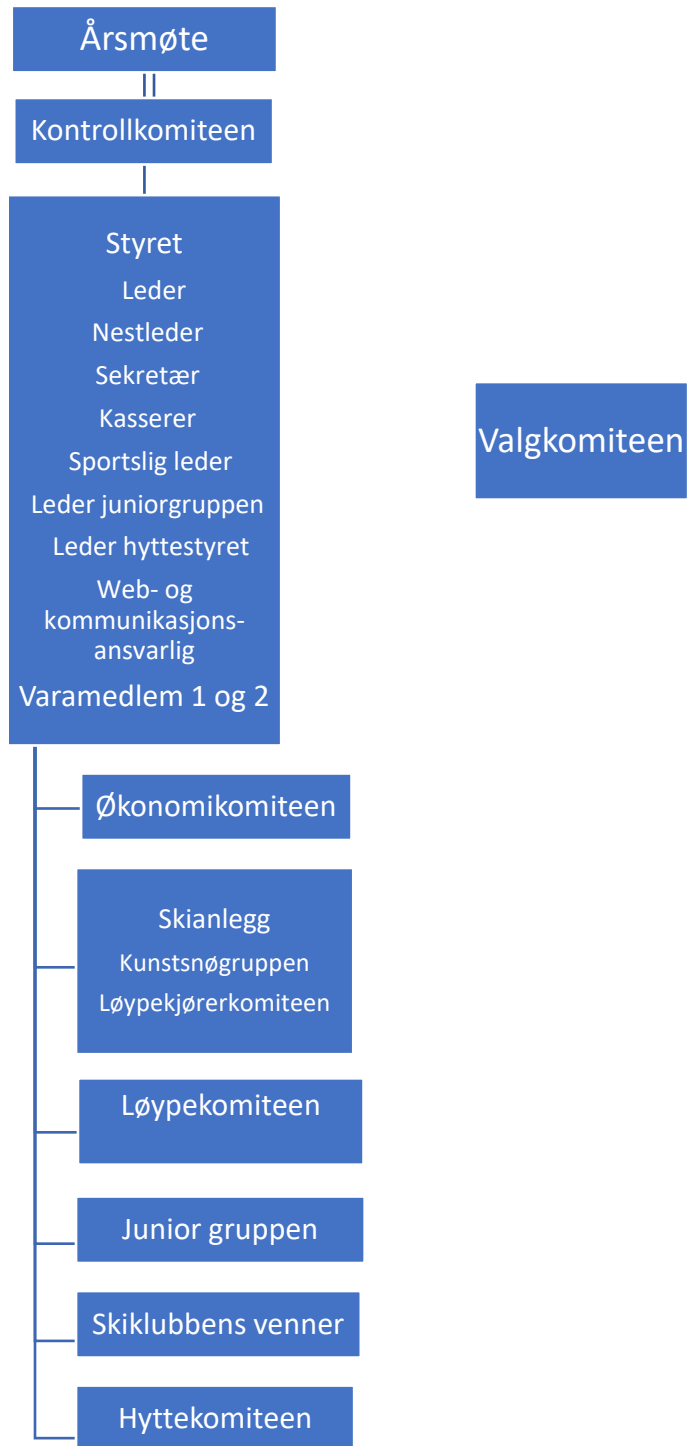 Årsmøte
Kontrollkomiteen
Styret
Leder
Nestleder
Sekretær
Kasserer
Sportslig leder
Leder juniorgruppen
Leder hyttestyret
Web- og
kommunikasjons-
ansvarlig
Varamedlem 1 og 2
Valgkomiteen
Økonomikomiteen
Skianlegg
Kunstsnøgruppen
Løypekjørerkomiteen
Løypekomiteen
Junior gruppen
Skiklubbens venner
Hyttekomiteen